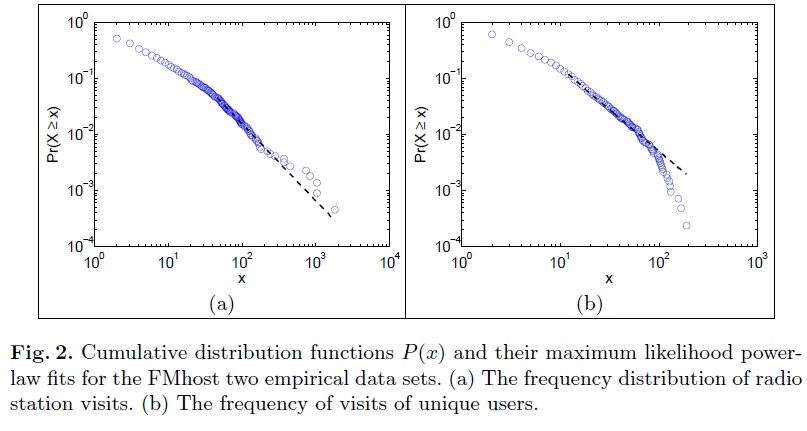 10^0
10^-1
10^-2
10^-3
10^-4
Pr(X ≥ x)
10^0 10^1 10^2 10^3 10^4
x
(a)
10^0
10^-1
10^-2
10^-3
10^-4
Pr(X ≥ x)
10^0 10^1 10^2 10^3
x
(b)
Fig. 2. Cumulative distribution functions P(x) and their maximum likelihood power-
law fits for the FMhost two empirical data sets. (a) The frequency distribution of radio
station visits. (b) The frequency of visits of unique users.